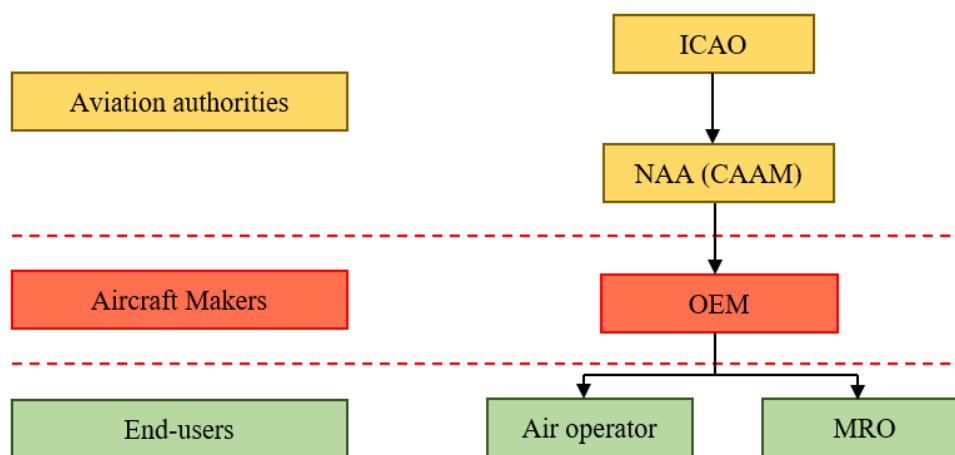 ICAO
Aviation authorities
NAA (CAAM)
Aircraft Makers
OEM
End-users
Air operator
MRO